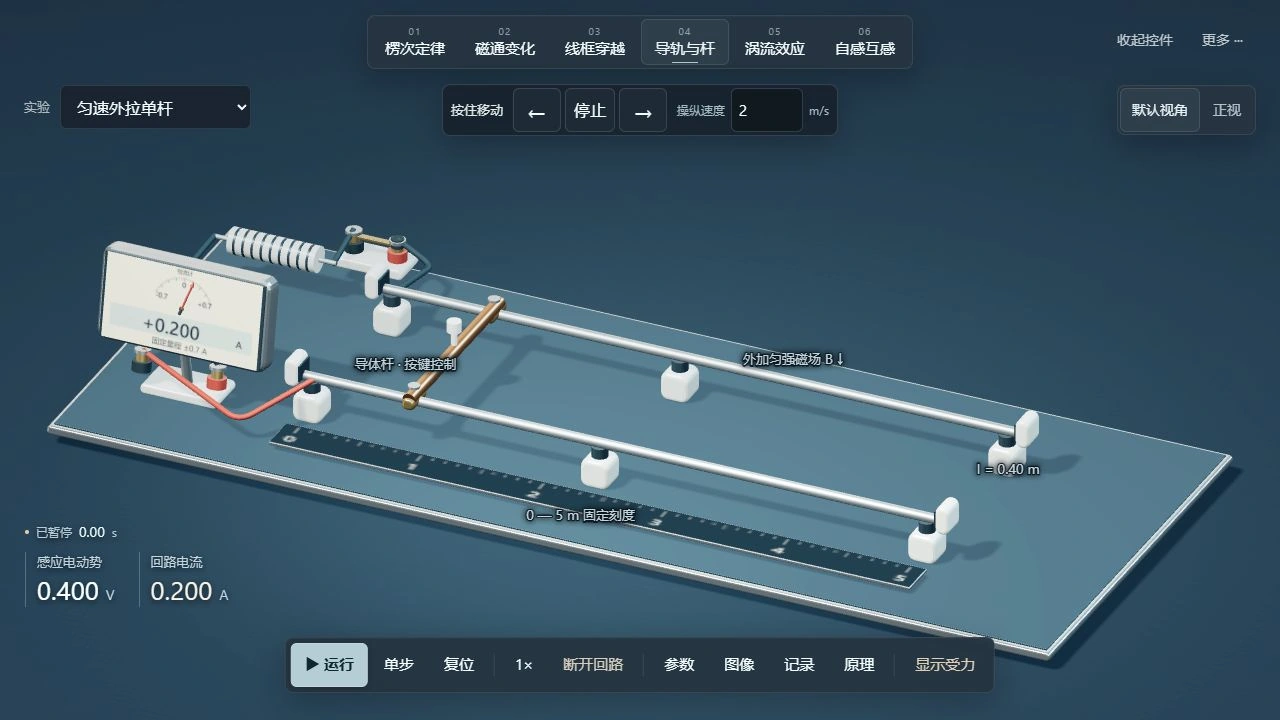 01
楞次定律
02
磁通变化
03
线框穿越
04
导轨与杆
05
涡流效应
06
自感互感
收起控件
更多 ···
实验
匀速外拉单杆
按住移动
←
停止
→
操纵速度
2
m/s
默认视角
正视
0
-0.7
+0.7
+0.200
A
固定量程 ±0.7 A
导体杆 · 按键控制
外加匀强磁场 B ↓
l = 0.40 m
0
1
2
3
4
5
0 — 5 m 固定刻度
已暂停 0.00 s
感应电动势
0.400 V
回路电流
0.200 A
▶ 运行
单步
复位
1×
断开回路
参数
图像
记录
原理
显示受力